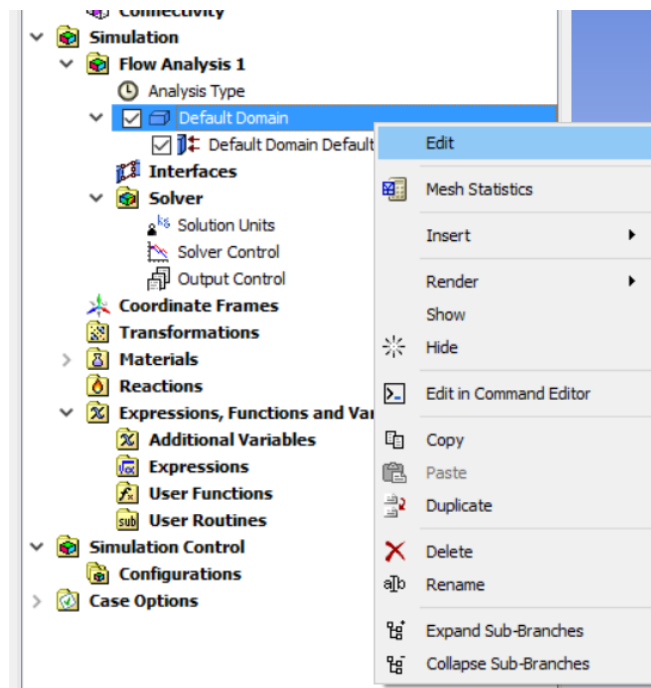 Connectivity
Simulation
Flow Analysis 1
Analysis Type
Default Domain
Default Domain Default
Interfaces
Solver
Solution Units
Solver Control
Output Control
Coordinate Frames
Transformations
Materials
Reactions
Expressions, Functions and Var
Additional Variables
Expressions
User Functions
User Routines
Simulation Control
Configurations
Case Options
Edit
Mesh Statistics
Insert
Render
Show
Hide
Edit in Command Editor
Copy
Paste
Duplicate
Delete
Rename
Expand Sub-Branches
Collapse Sub-Branches